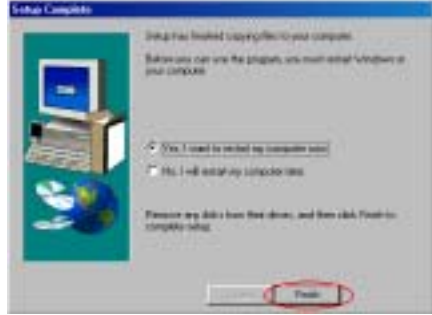 Setup Complete
Setup has finished copying files to your computer.
Before you can use the program, you must restart Windows or
your computer.
Yes, I want to restart my computer now.
No, I will restart my computer later.
Remove any disks from their drives, and then click Finish to
complete setup.
Finish